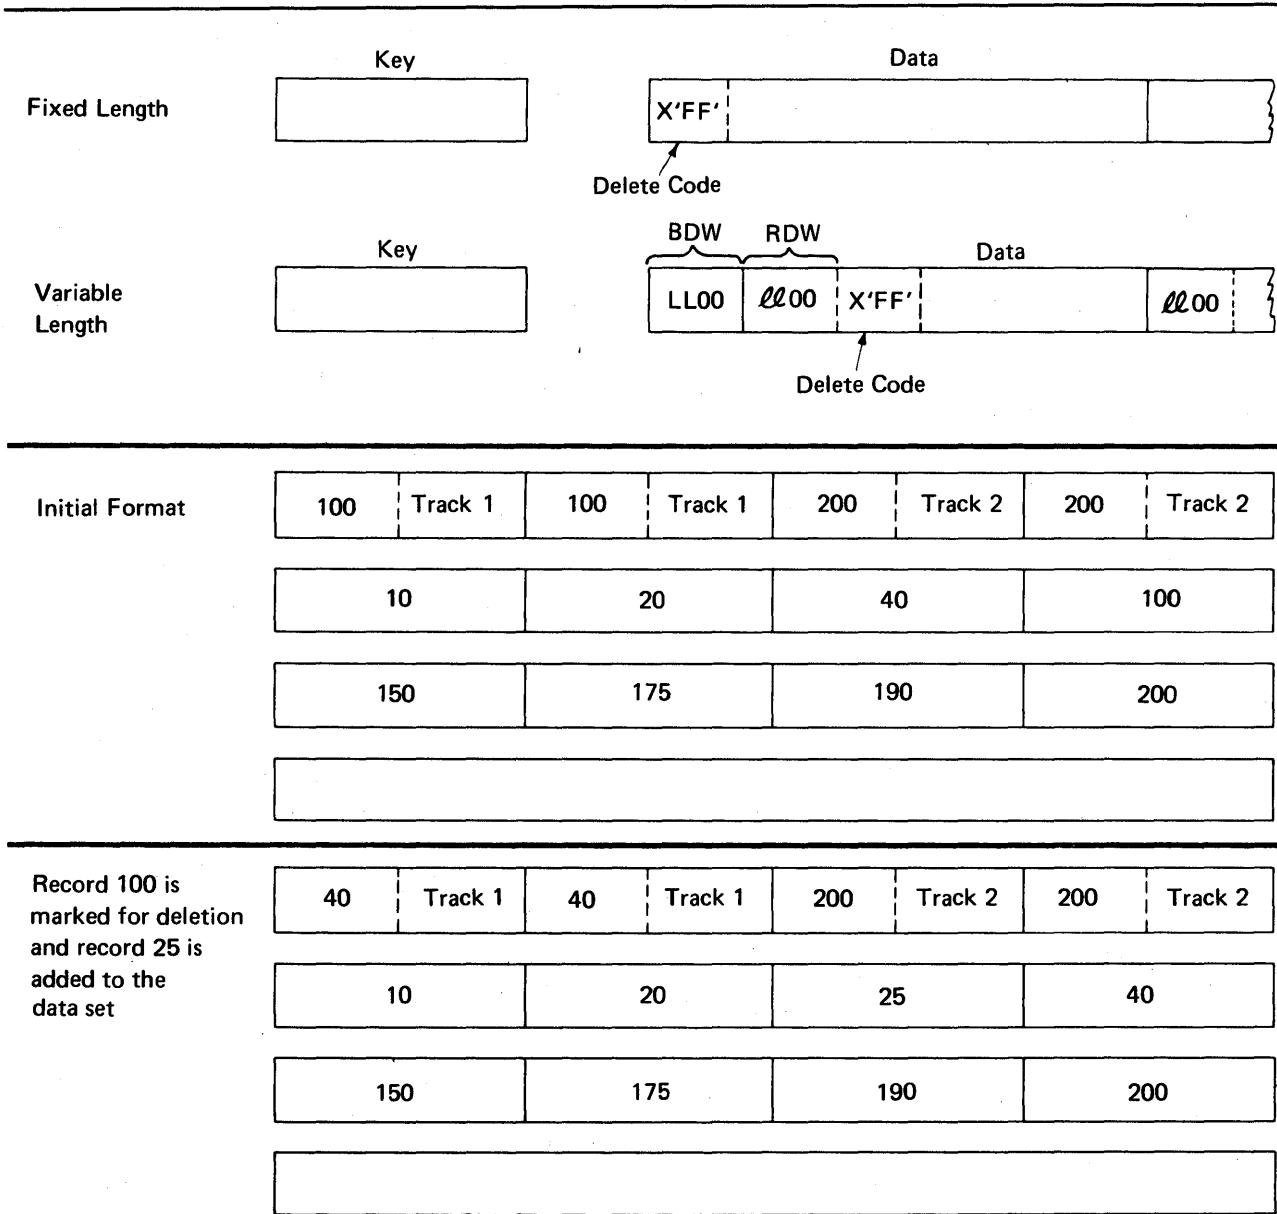 Key Data
Fixed Length X'FF'
Delete Code
BDW RDW
Key Data
Variable
Length
LL00 ℓℓ00 X'FF' ℓℓ00
Delete Code
Initial Format 100 Track 1 100 Track 1 200 Track 2 200 Track 2
10 20 40 100
150 175 190 200
Record 100 is
marked for deletion
and record 25 is
added to the
data set
40 Track 1 40 Track 1 200 Track 2 200 Track 2
10 20 25 40
150 175 190 200